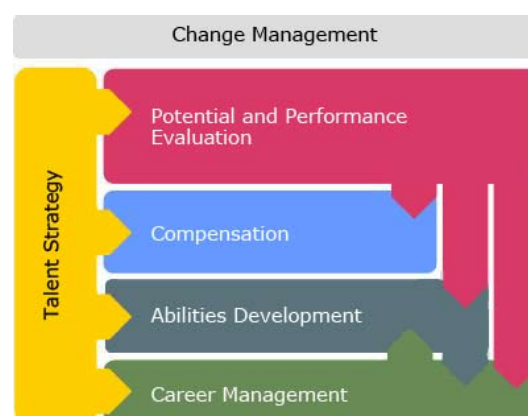 Change Management
Talent Strategy
Potential and Performance
Evaluation
Compensation
Abilities Development
Career Management